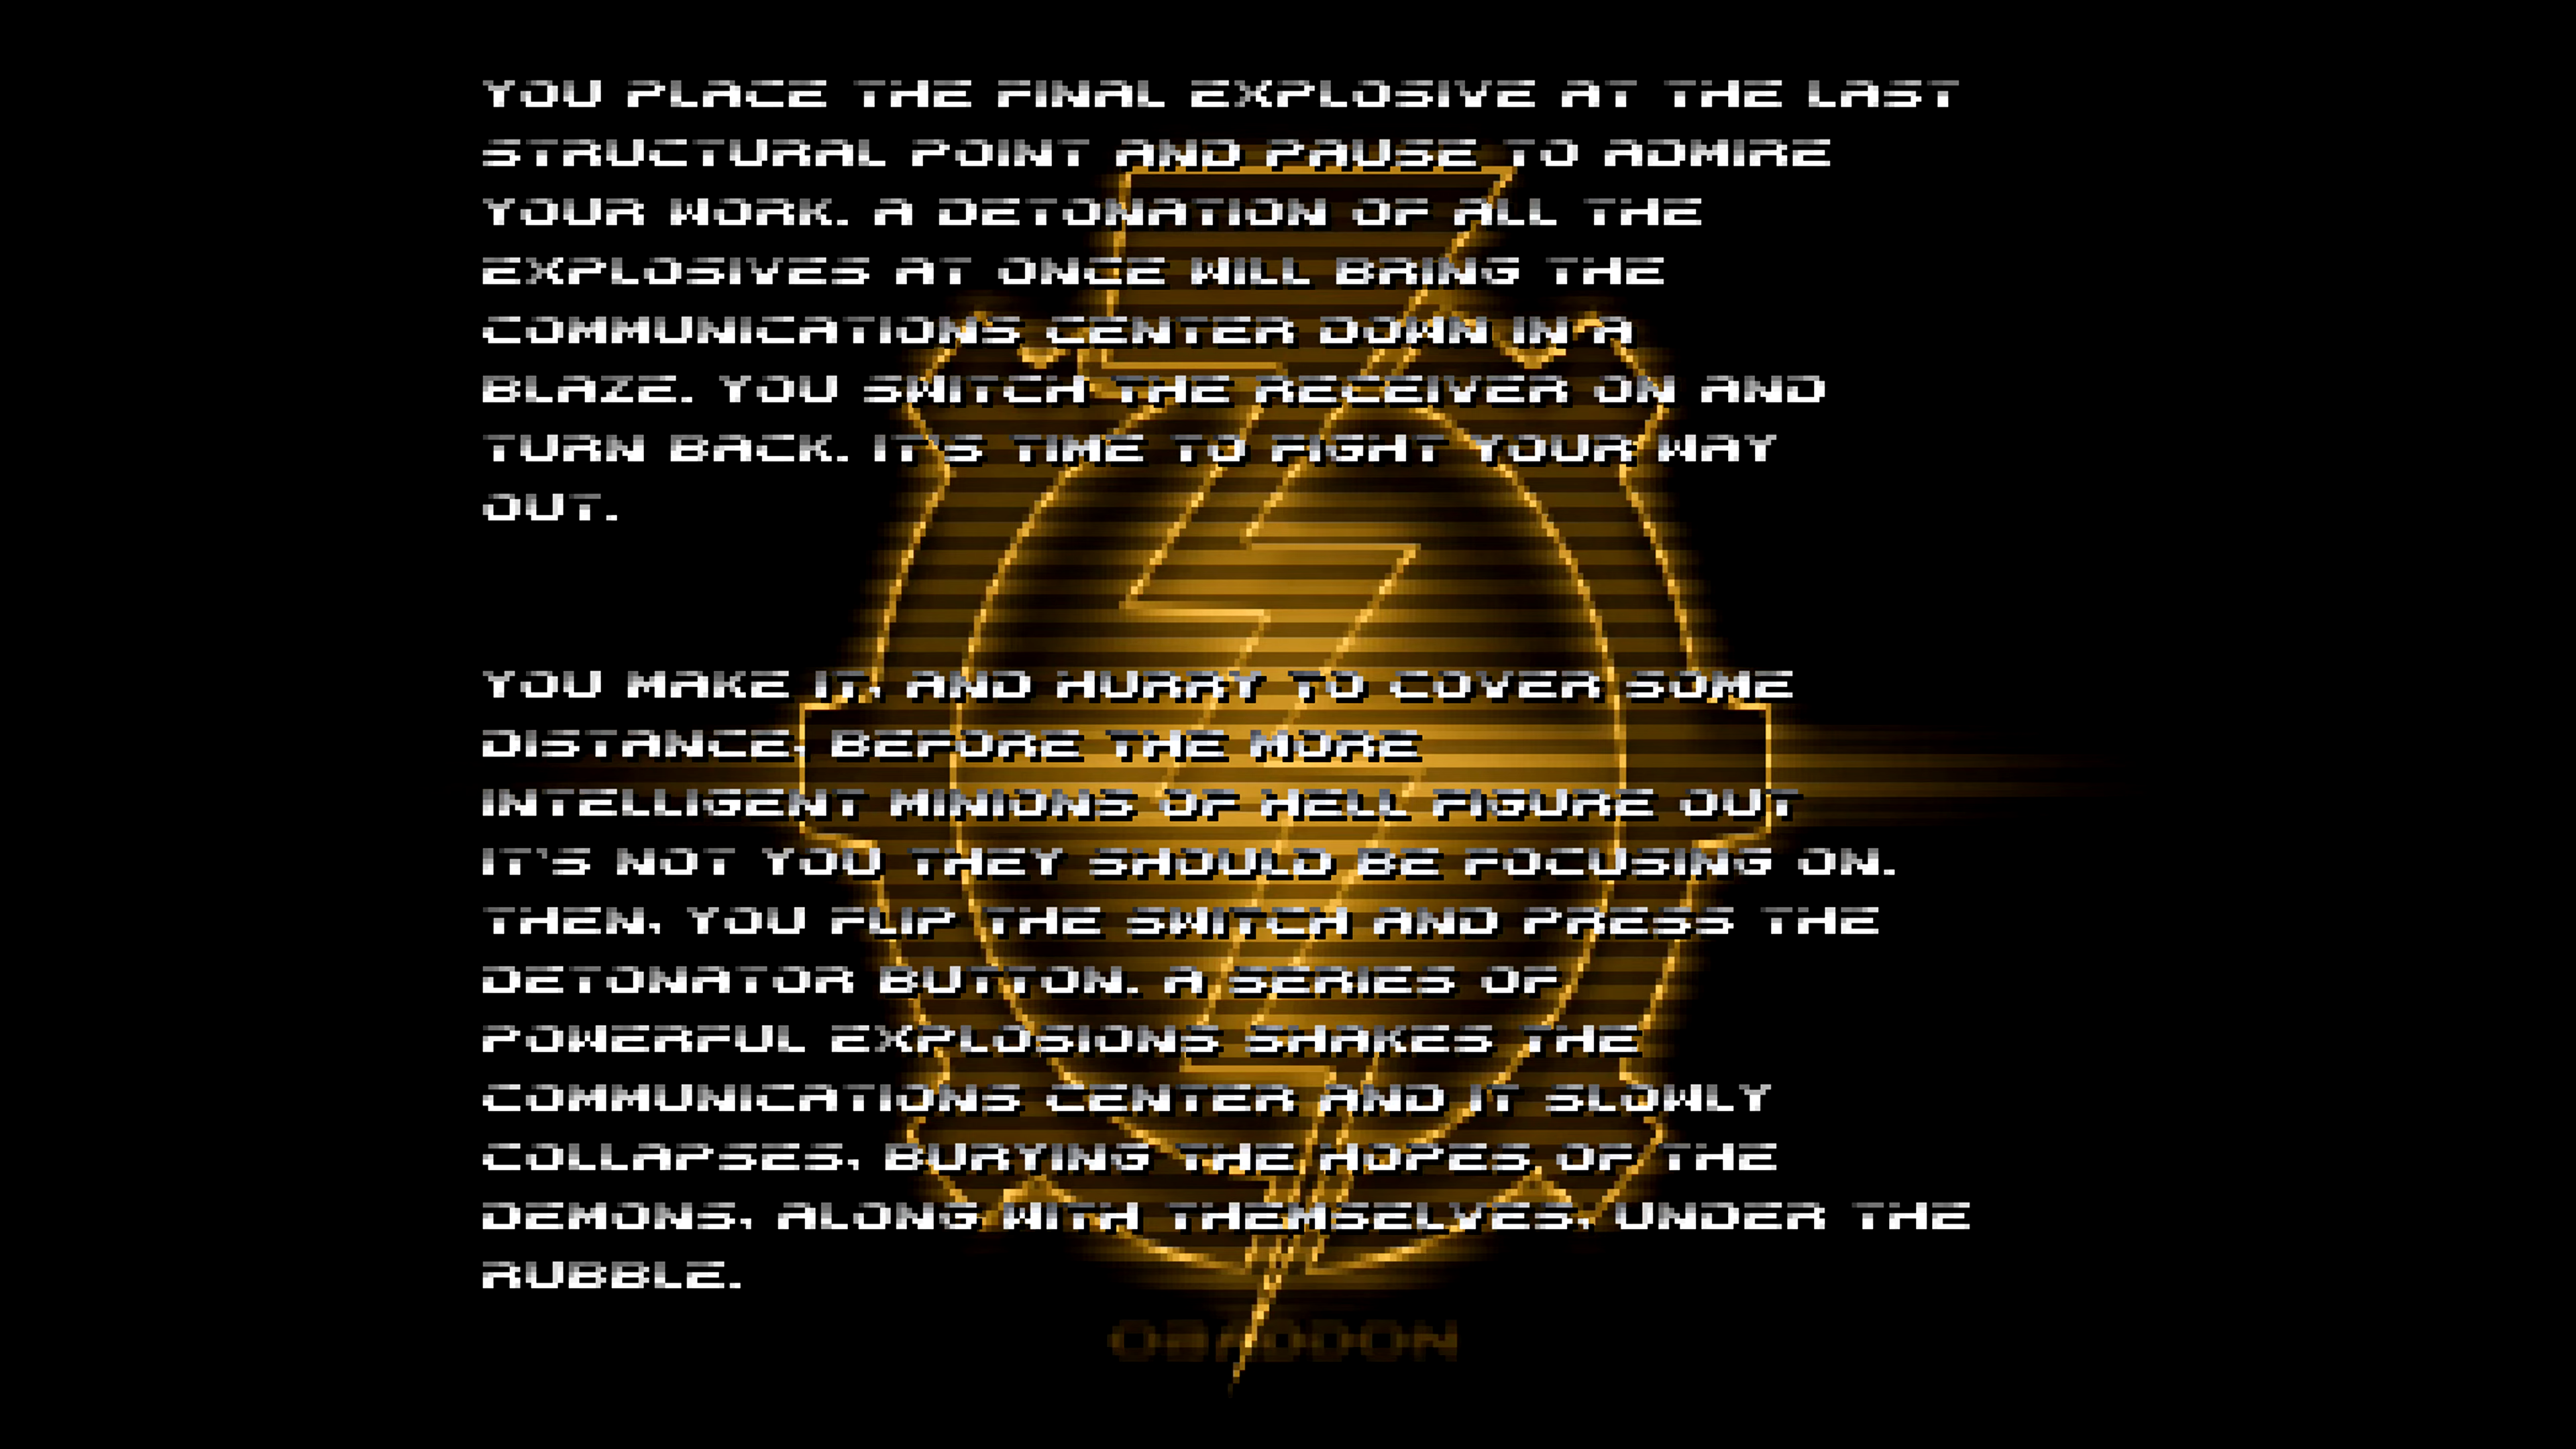 YOU PLACE THE FINAL EXPLOSIVE AT THE LAST
STRUCTURAL POINT AND PAUSE TO ADMIRE
YOUR WORK. A DETONATION OF ALL THE
EXPLOSIVES AT ONCE WILL BRING THE
COMMUNICATIONS CENTER DOWN IN A
BLAZE. YOU SWITCH THE RECEIVER ON AND
TURN BACK. IT'S TIME TO FIGHT YOUR WAY
OUT.
YOU MAKE IT, AND HURRY TO COVER SOME
DISTANCE, BEFORE THE MORE
INTELLIGENT MINIONS OF HELL FIGURE OUT
IT'S NOT YOU THEY SHOULD BE FOCUSING ON.
THEN, YOU FLIP THE SWITCH AND PRESS THE
DETONATOR BUTTON. A SERIES OF
POWERFUL EXPLOSIONS SHAKES THE
COMMUNICATIONS CENTER AND IT SLOWLY
COLLAPSES, BURYING THE HOPES OF THE
DEMONS, ALONG WITH THEMSELVES, UNDER THE
RUBBLE.
OBADDON